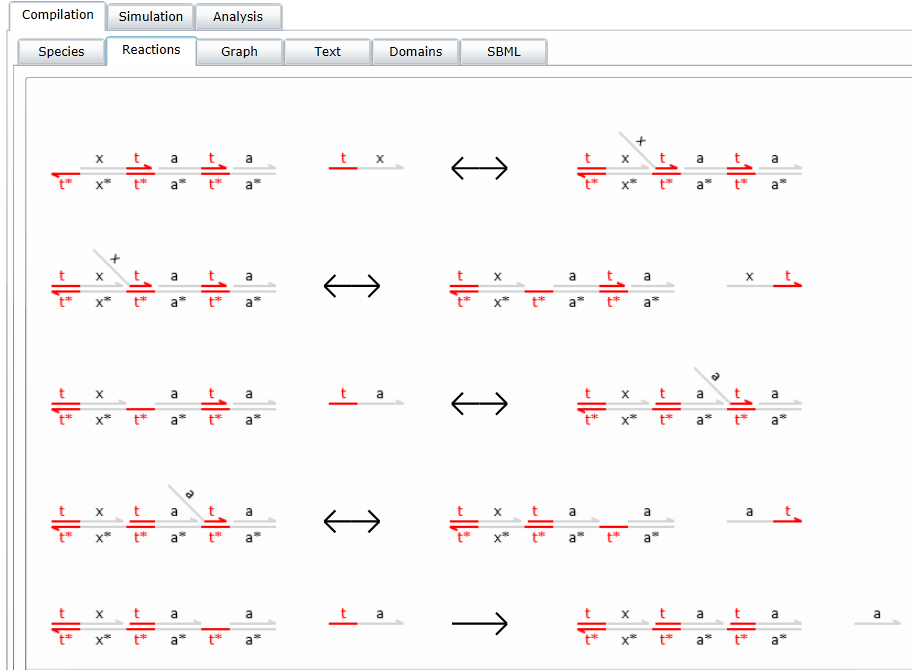 Compilation Simulation Analysis
Species Reactions Graph Text Domains SBML
x t a t a t x t x t a t a
t* x* t* a* t* a* t* x* t* a* t* a*
t x t a t a t x a t a x t
t* x* t* a* t* a* t* x* t* a* t* a*
t x a t a t a t x t a t a
t* x* t* a* t* a* t* x* t* a* t* a*
t x t a t a t x t a a a t
t* x* t* a* t* a* t* x* t* a* t* a*
t x t a a t a t x t a t a a
t* x* t* a* t* a* t* x* t* a* t* a*